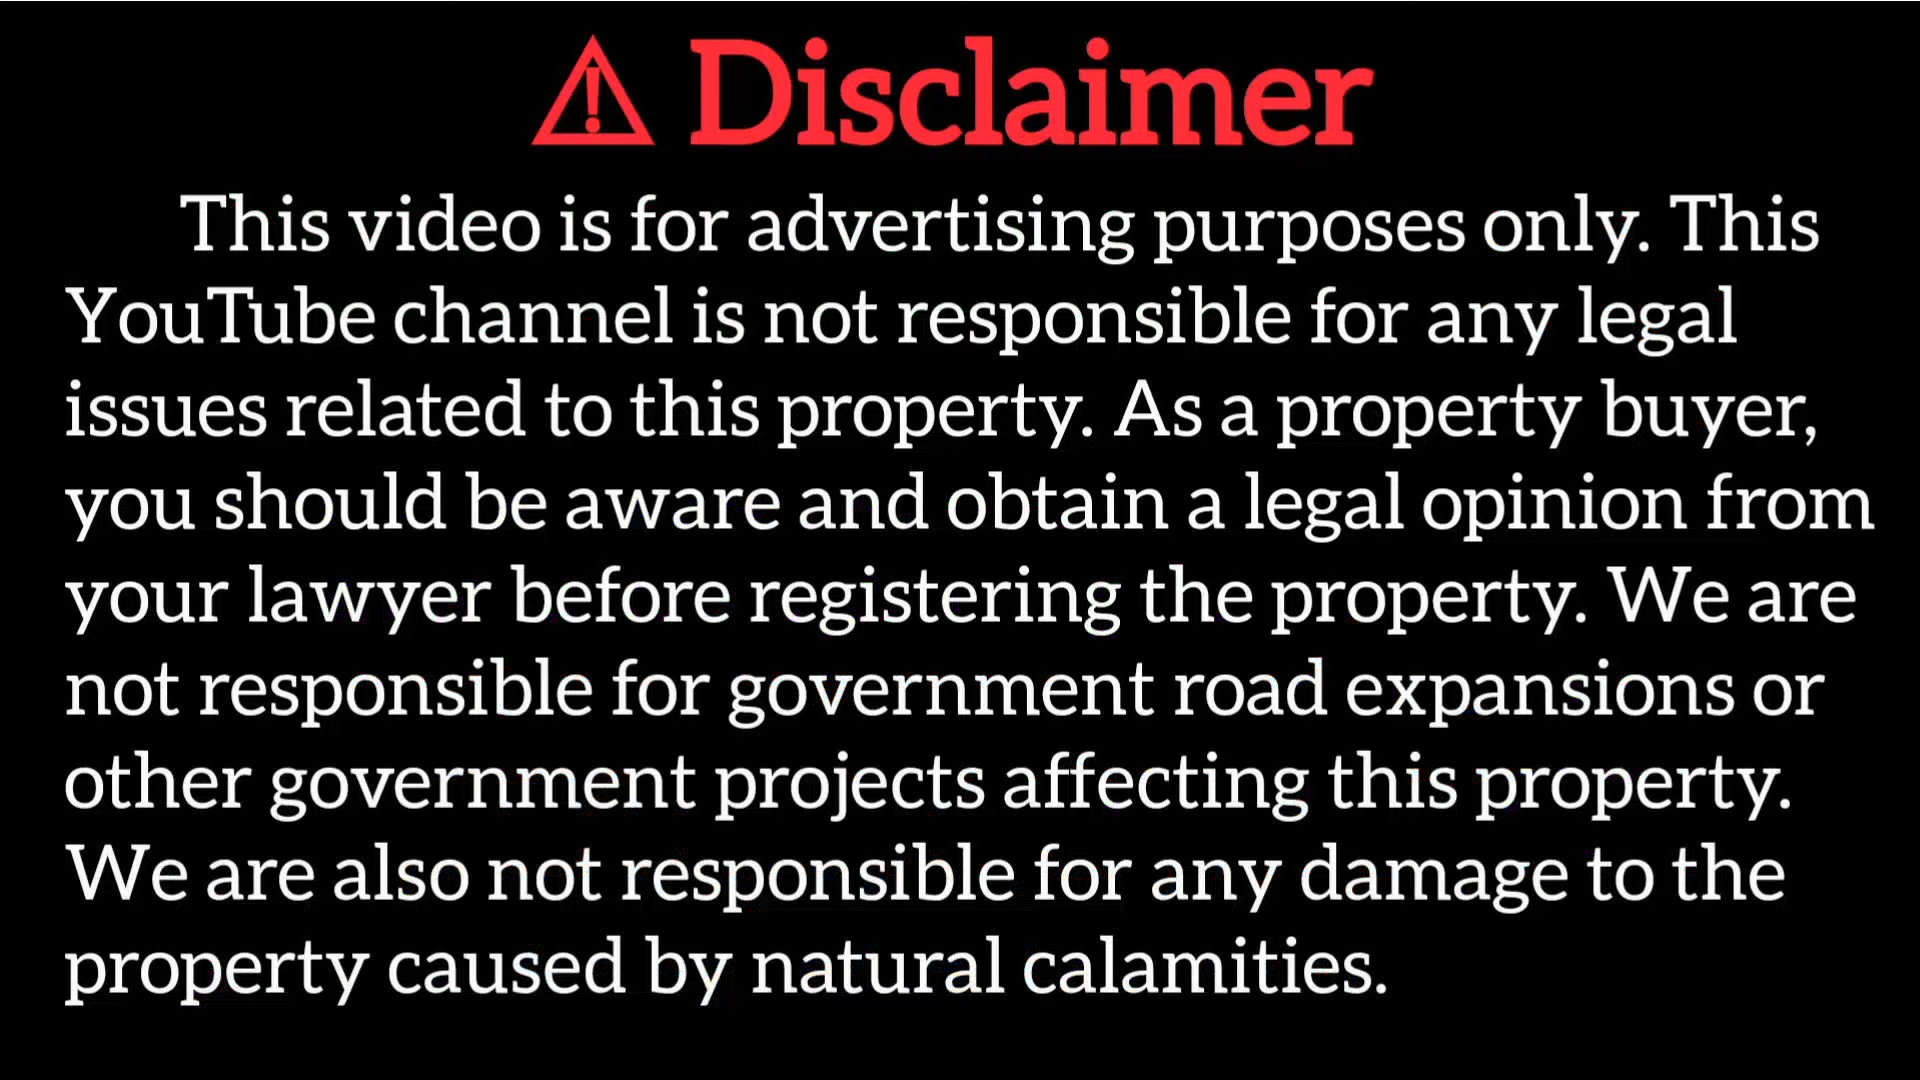 ⚠ Disclaimer
This video is for advertising purposes only. This
YouTube channel is not responsible for any legal
issues related to this property. As a property buyer,
you should be aware and obtain a legal opinion from
your lawyer before registering the property. We are
not responsible for government road expansions or
other government projects affecting this property.
We are also not responsible for any damage to the
property caused by natural calamities.